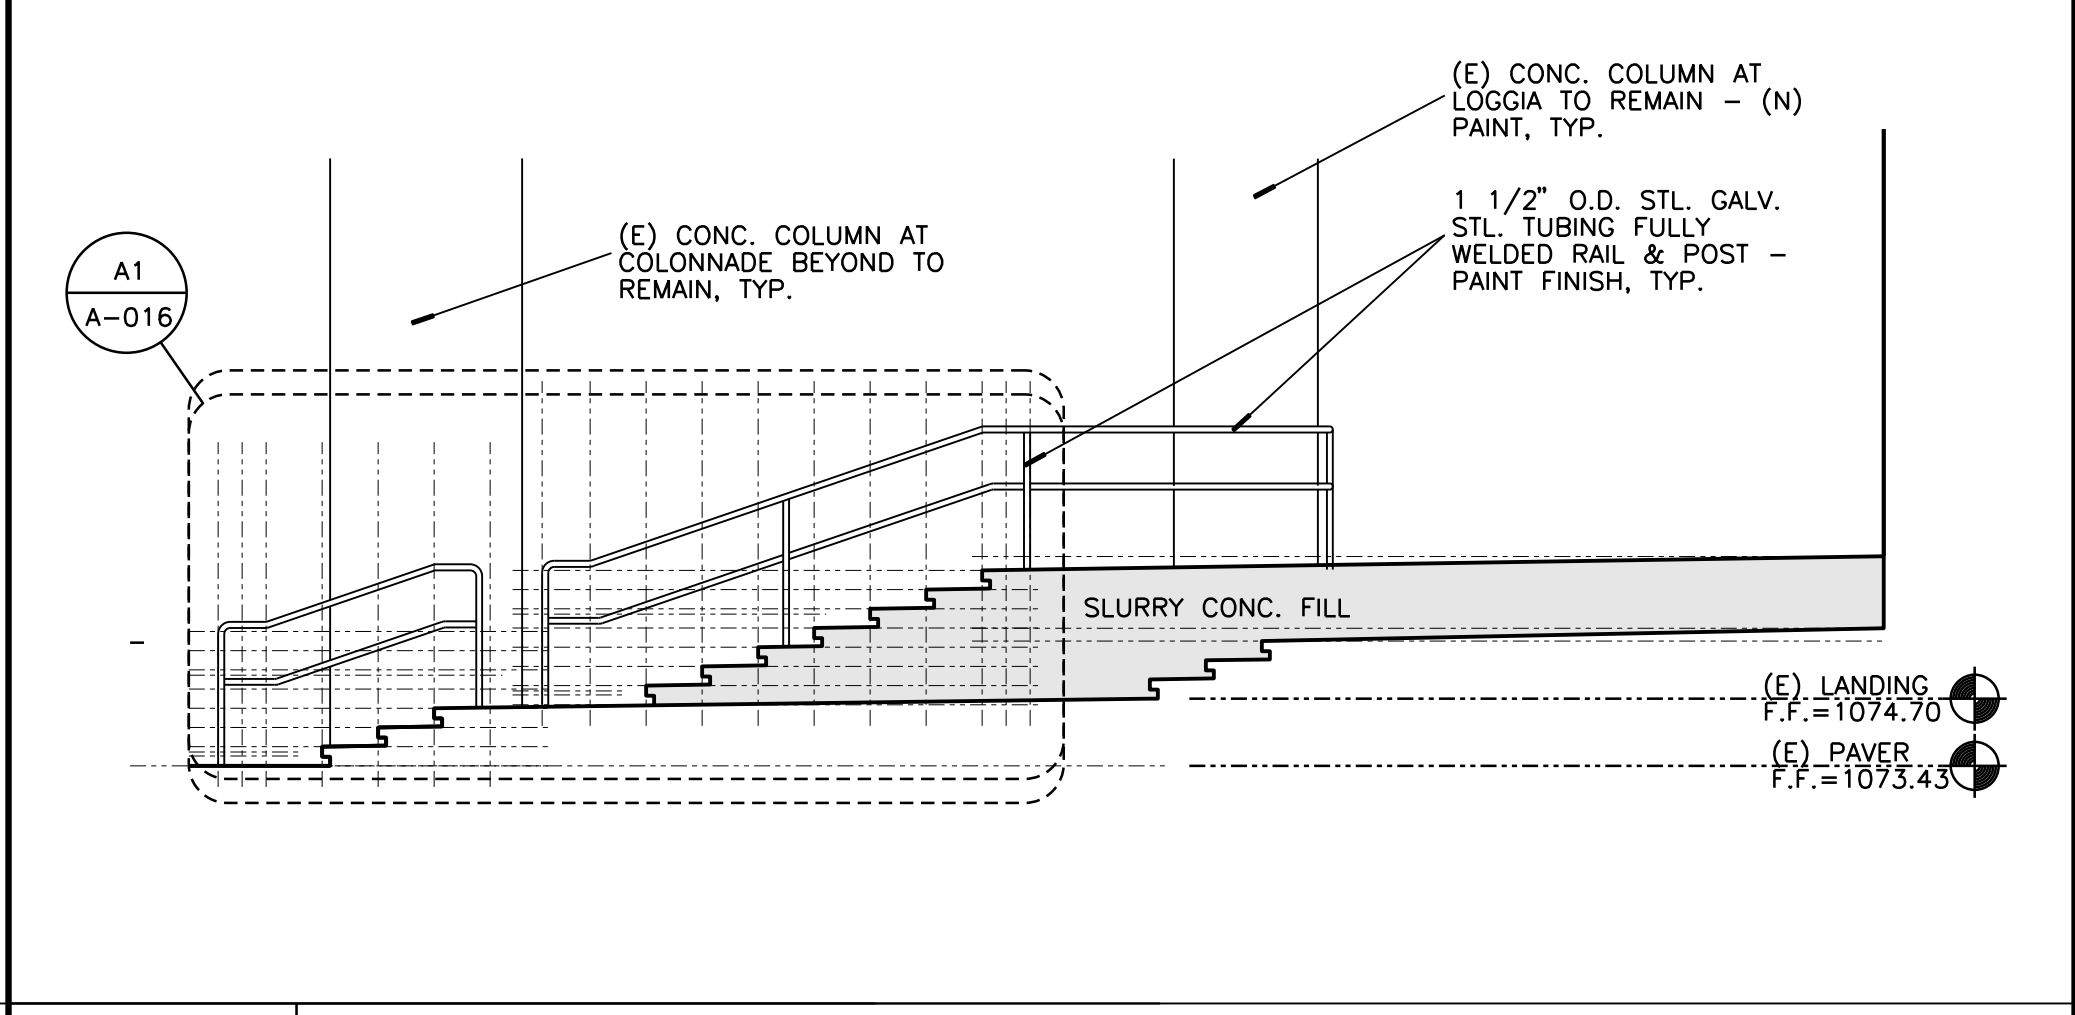 (E) CONC. COLUMN AT
LOGGIA TO REMAIN – (N)
PAINT, TYP.
1 1/2" O.D. STL. GALV.
STL. TUBING FULLY
WELDED RAIL & POST –
PAINT FINISH, TYP.
(E) CONC. COLUMN AT
COLONNADE BEYOND TO
REMAIN, TYP.
A1
A–016
SLURRY CONC. FILL
(E) LANDING
F.F.=1074.70
(E) PAVER
F.F.=1073.43